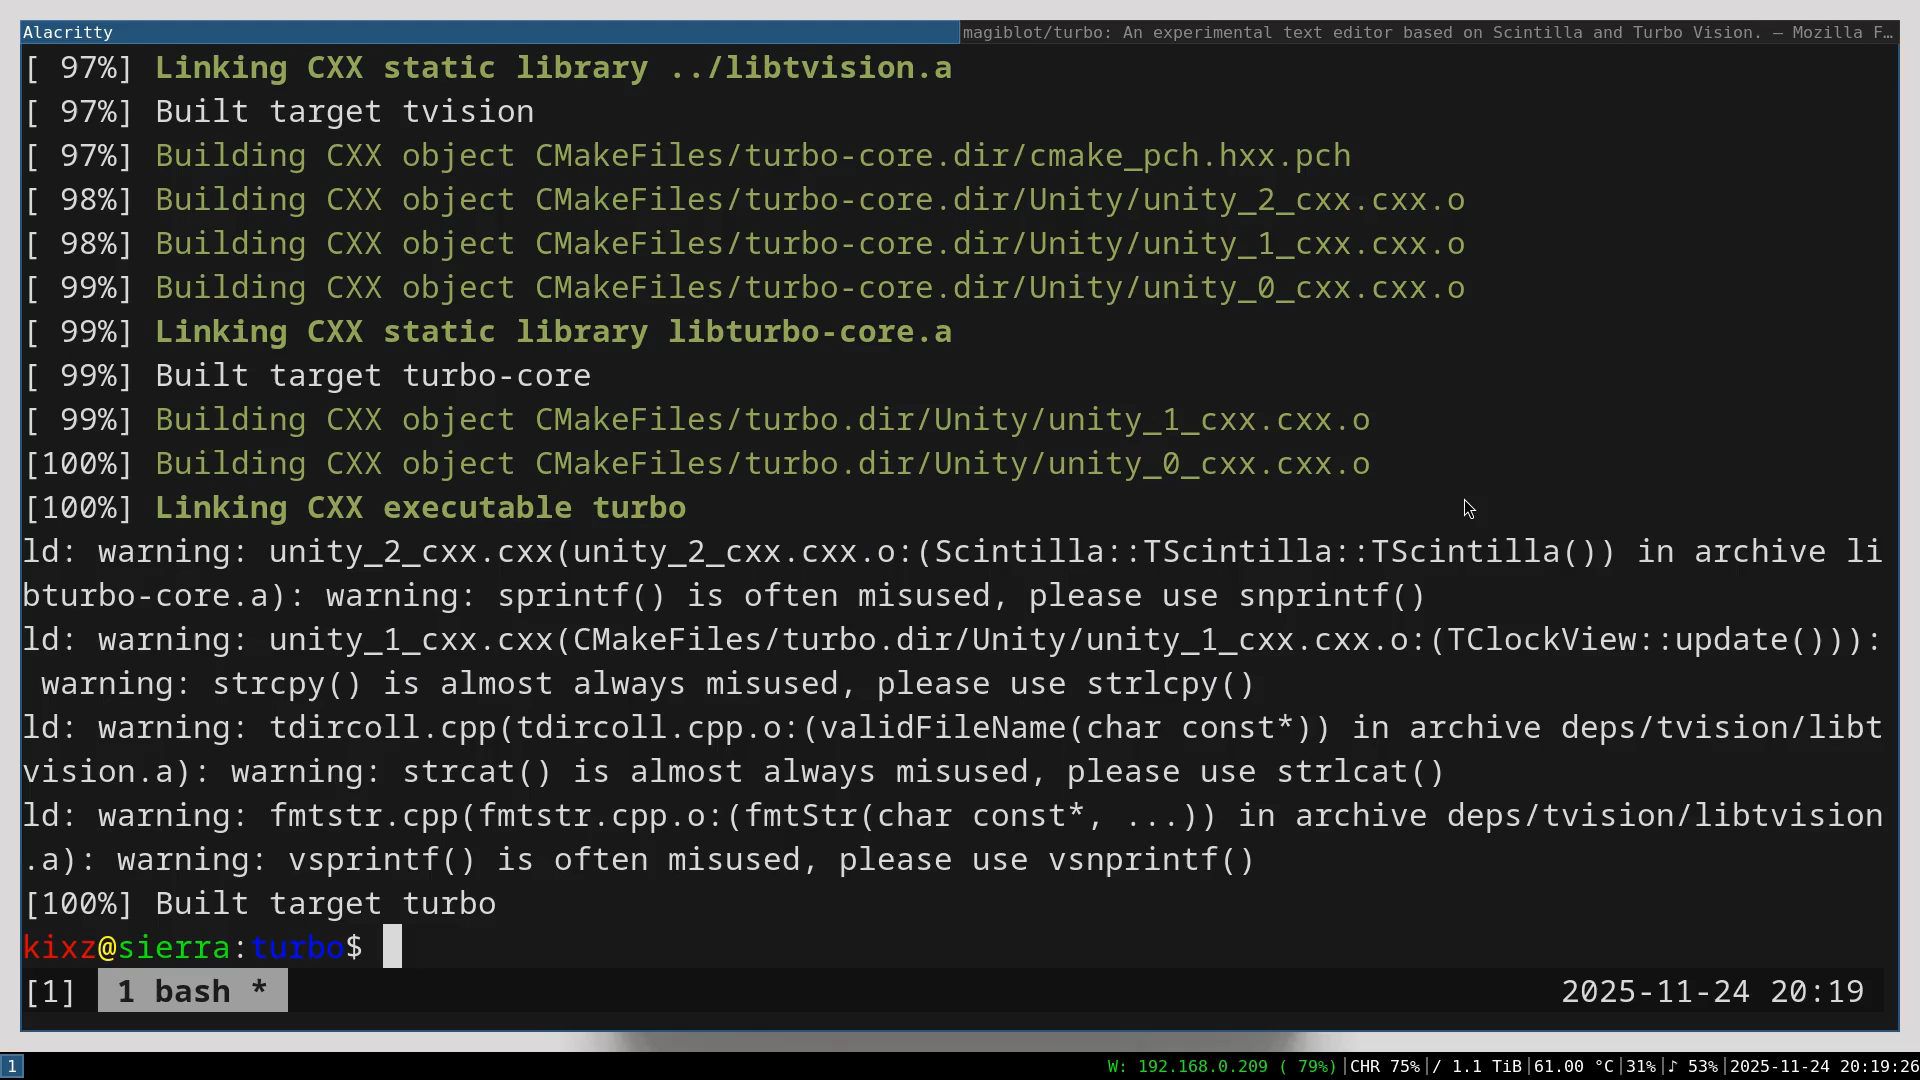 Alacritty
magiblot/turbo: An experimental text editor based on Scintilla and Turbo Vision. — Mozilla F…
[ 97%] Linking CXX static library ../libtvision.a
[ 97%] Built target tvision
[ 97%] Building CXX object CMakeFiles/turbo-core.dir/cmake_pch.hxx.pch
[ 98%] Building CXX object CMakeFiles/turbo-core.dir/Unity/unity_2_cxx.cxx.o
[ 98%] Building CXX object CMakeFiles/turbo-core.dir/Unity/unity_1_cxx.cxx.o
[ 99%] Building CXX object CMakeFiles/turbo-core.dir/Unity/unity_0_cxx.cxx.o
[ 99%] Linking CXX static library libturbo-core.a
[ 99%] Built target turbo-core
[ 99%] Building CXX object CMakeFiles/turbo.dir/Unity/unity_1_cxx.cxx.o
[100%] Building CXX object CMakeFiles/turbo.dir/Unity/unity_0_cxx.cxx.o
[100%] Linking CXX executable turbo
ld: warning: unity_2_cxx.cxx(unity_2_cxx.cxx.o:(Scintilla::TScintilla::TScintilla()) in archive li
bturbo-core.a): warning: sprintf() is often misused, please use snprintf()
ld: warning: unity_1_cxx.cxx(CMakeFiles/turbo.dir/Unity/unity_1_cxx.cxx.o:(TClockView::update())):
 warning: strcpy() is almost always misused, please use strlcpy()
ld: warning: tdircoll.cpp(tdircoll.cpp.o:(validFileName(char const*)) in archive deps/tvision/libt
vision.a): warning: strcat() is almost always misused, please use strlcat()
ld: warning: fmtstr.cpp(fmtstr.cpp.o:(fmtStr(char const*, ...)) in archive deps/tvision/libtvision
.a): warning: vsprintf() is often misused, please use vsnprintf()
[100%] Built target turbo
kixz@sierra:turbo$
[1] 1 bash * 2025-11-24 20:19
1 W: 192.168.0.209 ( 79%)|CHR 75%|/ 1.1 TiB|61.00 °C|31%|♪ 53%|2025-11-24 20:19:26